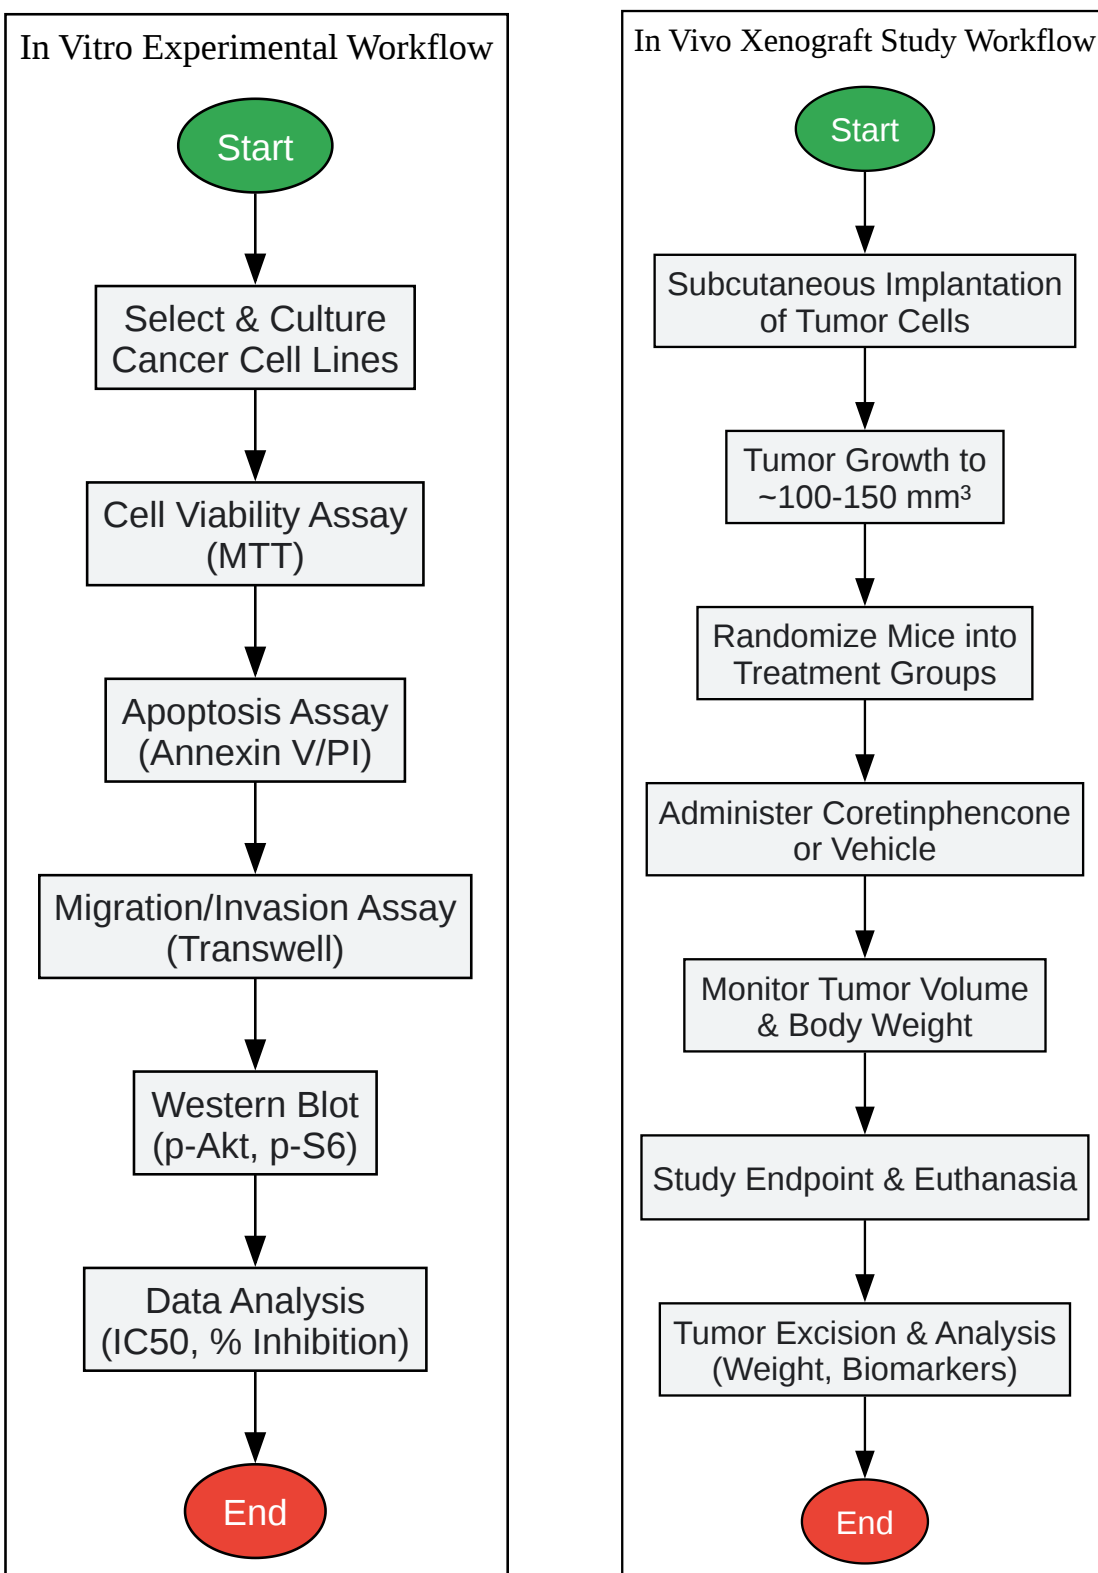 In Vitro Experimental Workflow
Start
Select & Culture
Cancer Cell Lines
Cell Viability Assay
(MTT)
Apoptosis Assay
(Annexin V/PI)
Migration/Invasion Assay
(Transwell)
Western Blot
(p-Akt, p-S6)
Data Analysis
(IC50, % Inhibition)
End
In Vivo Xenograft Study Workflow
Start
Subcutaneous Implantation
of Tumor Cells
Tumor Growth to
~100-150 mm³
Randomize Mice into
Treatment Groups
Administer Coretinphencone
or Vehicle
Monitor Tumor Volume
& Body Weight
Study Endpoint & Euthanasia
Tumor Excision & Analysis
(Weight, Biomarkers)
End